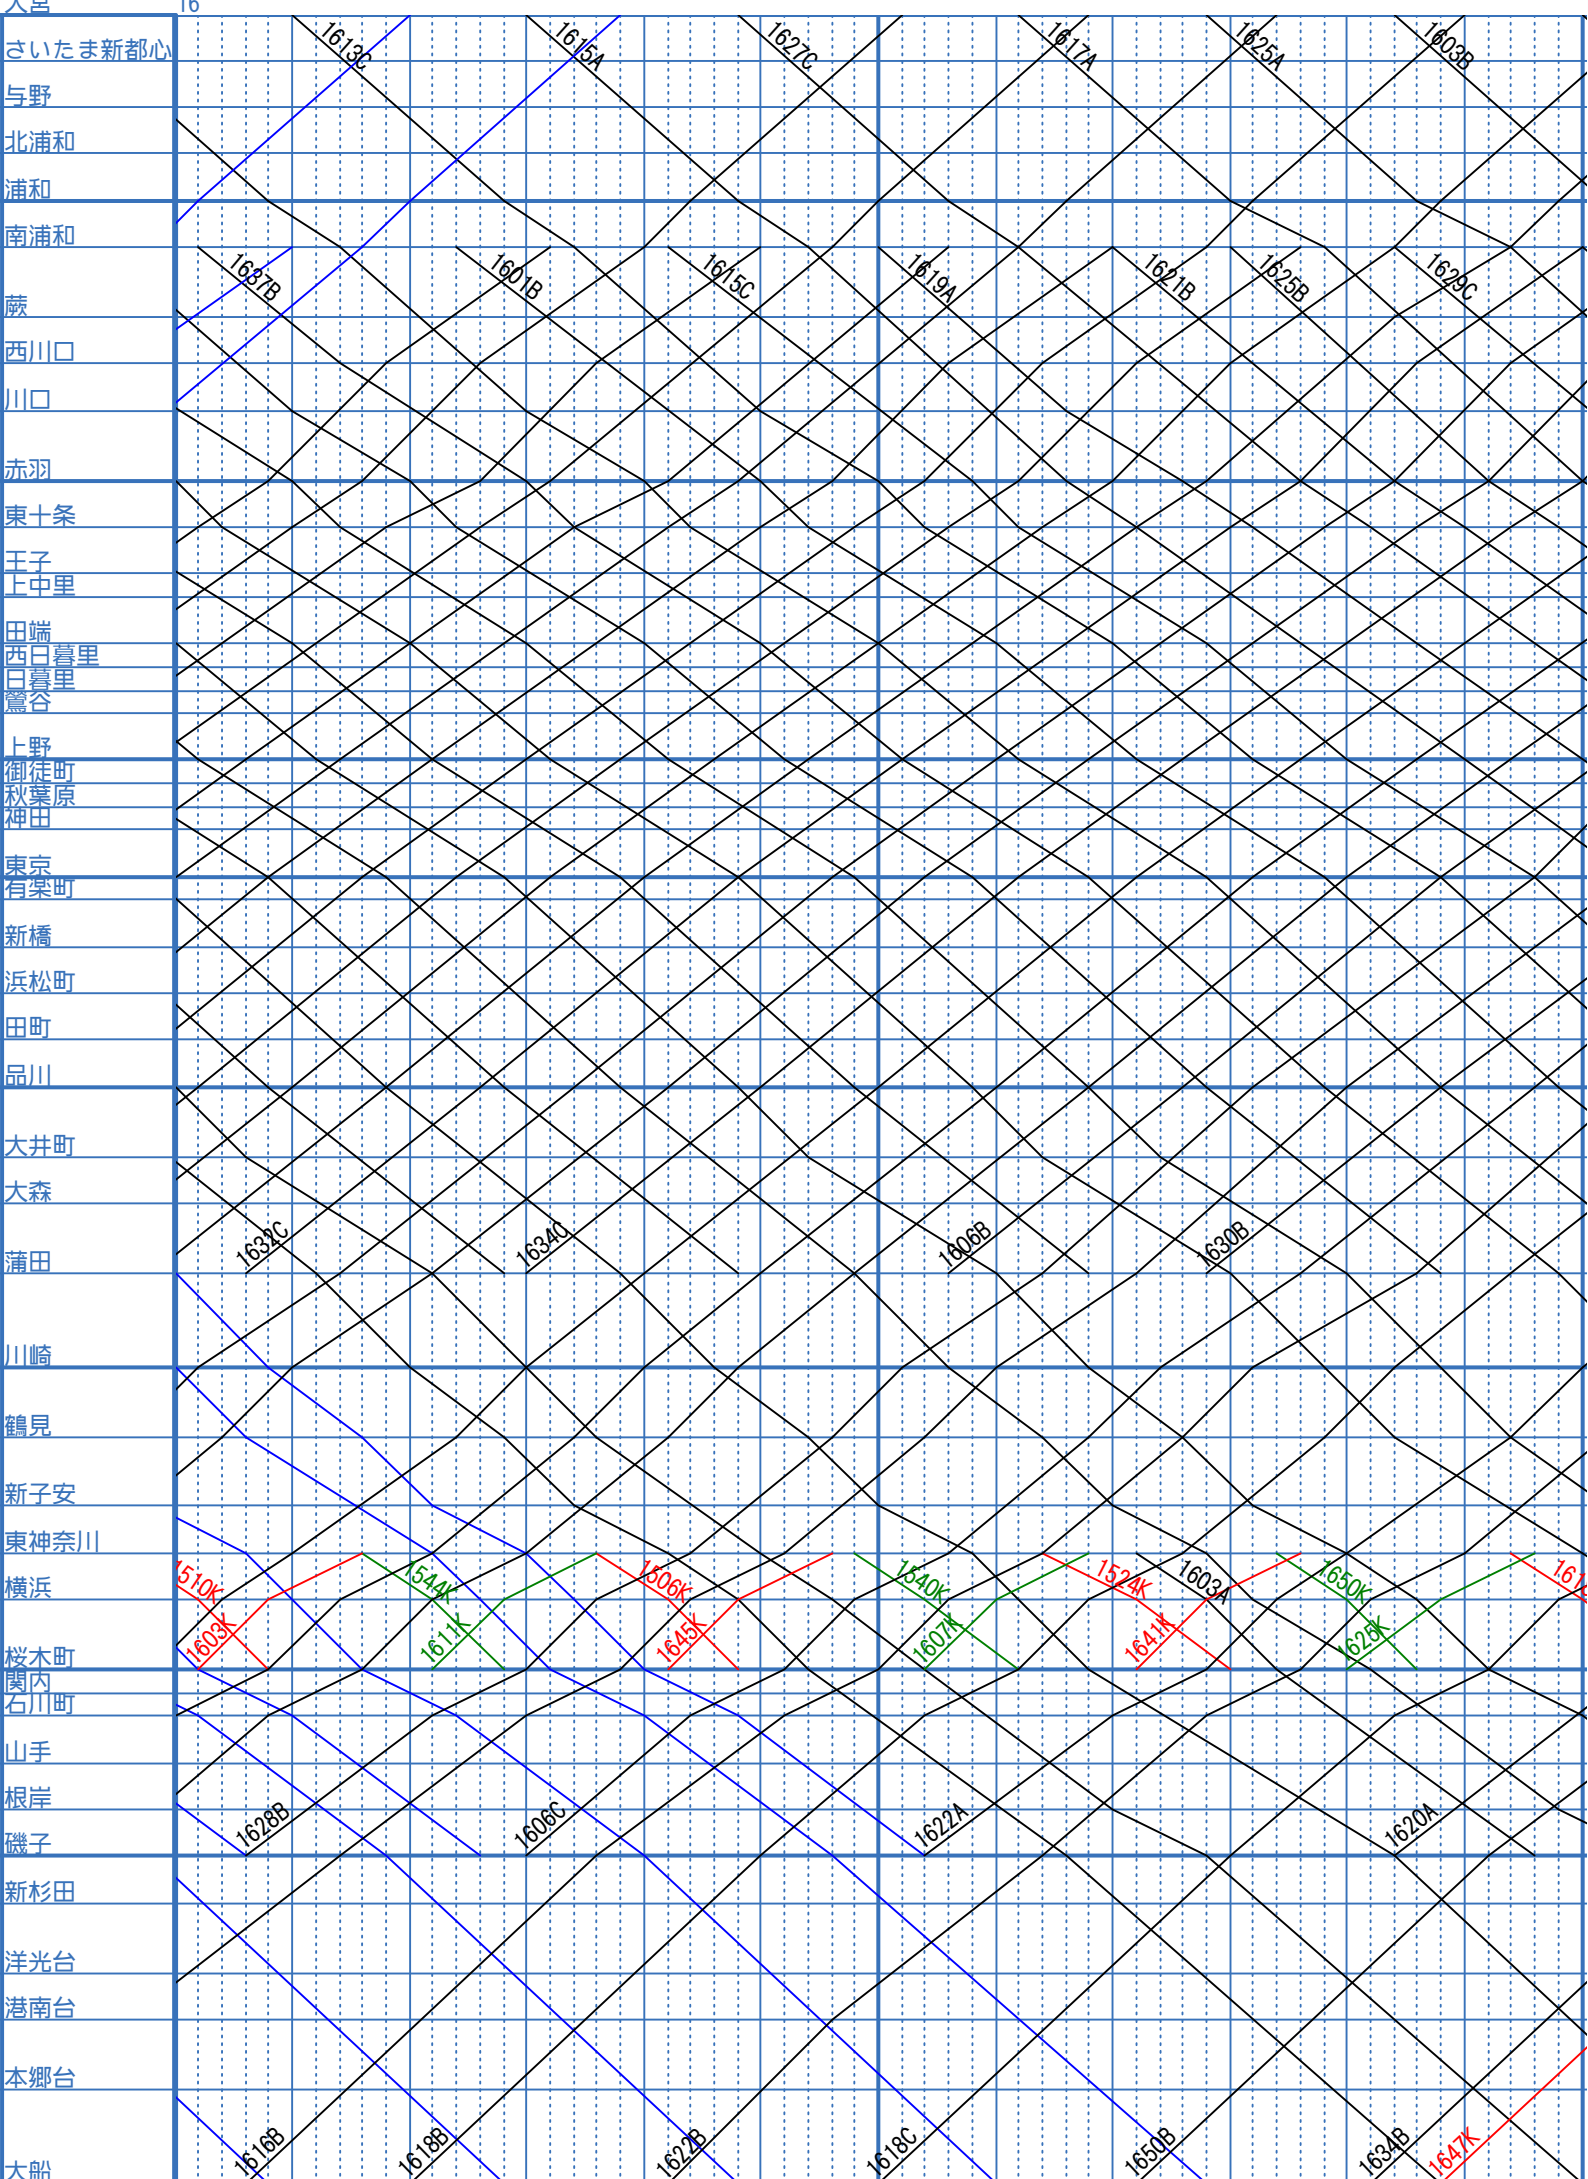 大宮 16
さいたま新都心 1613C 1615A 1627C 1617A 1625A 1603B
与野
北浦和
浦和
南浦和
蕨 1637B 1601B 1615C 1619A 1621B 1625B 1629C
西川口
川口
赤羽
東十条
王子
上中里
田端
西日暮里
日暮里
鶯谷
上野
御徒町
秋葉原
神田
東京
有楽町
新橋
浜松町
田町
品川
大井町
大森
蒲田 1632C 1634C 1606B 1630B
川崎
鶴見
新子安
東神奈川
横浜 1510K 1544K 1506K 1540K 1524K 1603A 1650K
桜木町 1603K 1611K 1645K 1607K 1641K 1625K
関内
石川町
山手
根岸
磯子 1628B 1606C 1622A 1620A
新杉田
洋光台
港南台
本郷台
大船 1616B 1618B 1622B 1618C 1650B 1634B 1647K